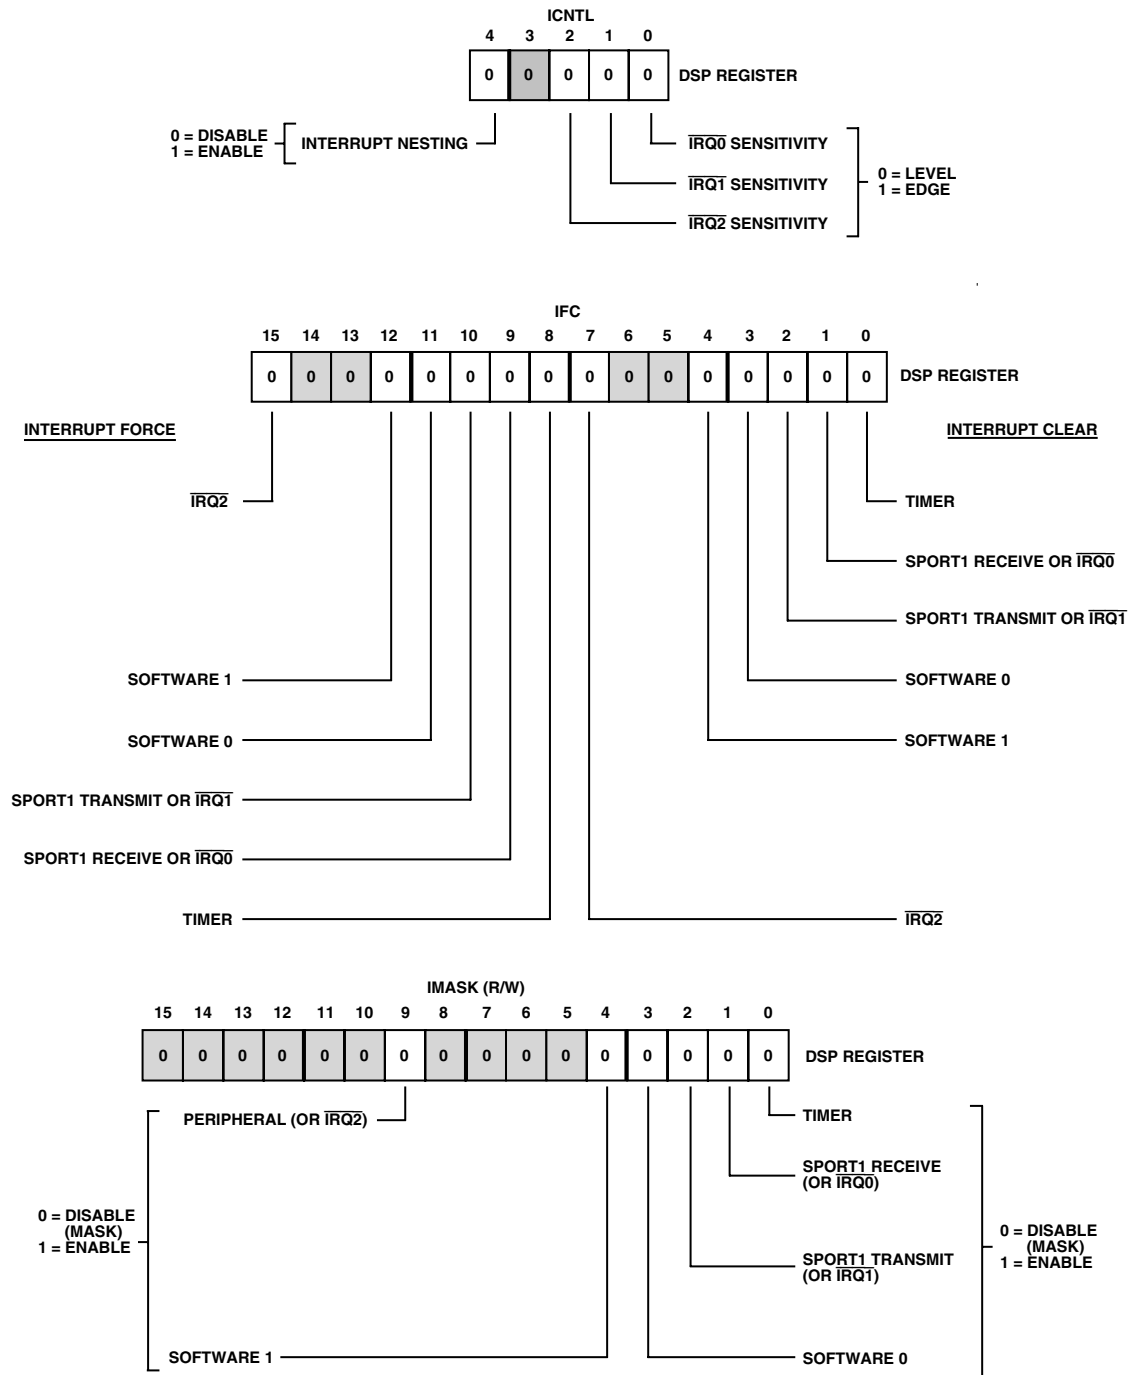 ICNTL
4 3 2 1 0
0 0 0 0 0 DSP REGISTER
0 = DISABLE
1 = ENABLE
INTERRUPT NESTING
IRQ0 SENSITIVITY
IRQ1 SENSITIVITY
IRQ2 SENSITIVITY
0 = LEVEL
1 = EDGE
IFC
15 14 13 12 11 10 9 8 7 6 5 4 3 2 1 0
0 0 0 0 0 0 0 0 0 0 0 0 0 0 0 0 DSP REGISTER
INTERRUPT FORCE
INTERRUPT CLEAR
IRQ2
TIMER
SPORT1 RECEIVE OR IRQ0
SPORT1 TRANSMIT OR IRQ1
SOFTWARE 1
SOFTWARE 0
SOFTWARE 0
SOFTWARE 1
SPORT1 TRANSMIT OR IRQ1
SPORT1 RECEIVE OR IRQ0
TIMER
IRQ2
IMASK (R/W)
15 14 13 12 11 10 9 8 7 6 5 4 3 2 1 0
0 0 0 0 0 0 0 0 0 0 0 0 0 0 0 0 DSP REGISTER
PERIPHERAL (OR IRQ2)
TIMER
SPORT1 RECEIVE
(OR IRQ0)
0 = DISABLE
(MASK)
1 = ENABLE
0 = DISABLE
(MASK)
1 = ENABLE
SPORT1 TRANSMIT
(OR IRQ1)
SOFTWARE 1
SOFTWARE 0